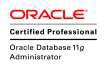 ORACLE®
Certified Professional
Oracle Database 11g
Administrator